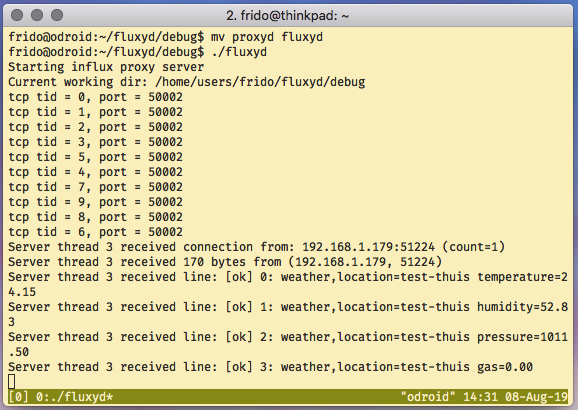 2. frido@thinkpad: ~
frido@odroid:~/fluxyd/debug$ mv proxyd fluxyd
frido@odroid:~/fluxyd/debug$ ./fluxyd
Starting influx proxy server
Current working dir: /home/users/frido/fluxyd/debug
tcp tid = 0, port = 50002
tcp tid = 1, port = 50002
tcp tid = 2, port = 50002
tcp tid = 3, port = 50002
tcp tid = 5, port = 50002
tcp tid = 4, port = 50002
tcp tid = 7, port = 50002
tcp tid = 9, port = 50002
tcp tid = 8, port = 50002
tcp tid = 6, port = 50002
Server thread 3 received connection from: 192.168.1.179:51224 (count=1)
Server thread 3 received 170 bytes from (192.168.1.179, 51224)
Server thread 3 received line: [ok] 0: weather,location=test-thuis temperature=2
4.15
Server thread 3 received line: [ok] 1: weather,location=test-thuis humidity=52.8
3
Server thread 3 received line: [ok] 2: weather,location=test-thuis pressure=1011
.50
Server thread 3 received line: [ok] 3: weather,location=test-thuis gas=0.00
[0] 0:./fluxyd* "odroid" 14:31 08-Aug-19